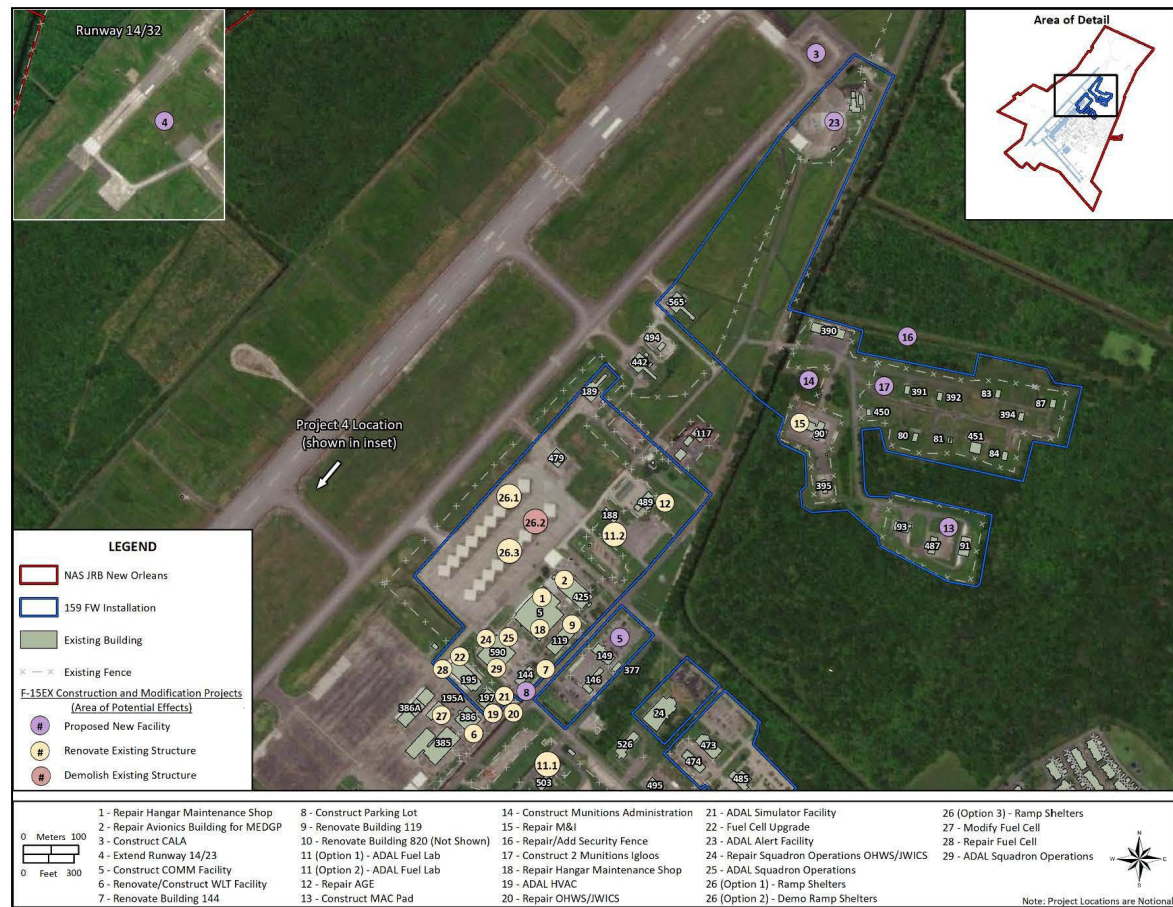 Runway 14/32
4
Area of Detail
3
23
565
494
442
390
16
14
17
391
392
83
87
394
450
15
90
80
81
451
84
395
93
13
487
91
189
117
479
Project 4 Location
(shown in inset)
26.1
26.2
26.3
489
12
188
11.2
2
1
425
5
18
9
119
24
25
590
22
28
29
195
144
7
8
21
197
195A
19
20
386A
27
386
6
385
5
149
377
146
24
526
473
474
485
495
11.1
503
LEGEND
NAS JRB New Orleans
159 FW Installation
Existing Building
Existing Fence
F-15EX Construction and Modification Projects
(Area of Potential Effects)
# Proposed New Facility
# Renovate Existing Structure
# Demolish Existing Structure
0 Meters 100
0 Feet 300
1 - Repair Hangar Maintenance Shop
2 - Repair Avionics Building for MEDGP
3 - Construct CALA
4 - Extend Runway 14/23
5 - Construct COMM Facility
6 - Renovate/Construct WLT Facility
7 - Renovate Building 144
8 - Construct Parking Lot
9 - Renovate Building 119
10 - Renovate Building 820 (Not Shown)
11 (Option 1) - ADAL Fuel Lab
11 (Option 2) - ADAL Fuel Lab
12 - Repair AGE
13 - Construct MAC Pad
14 - Construct Munitions Administration
15 - Repair M&I
16 - Repair/Add Security Fence
17 - Construct 2 Munitions Igloos
18 - Repair Hangar Maintenance Shop
19 - ADAL HVAC
20 - Repair OHWS/JWICS
21 - ADAL Simulator Facility
22 - Fuel Cell Upgrade
23 - ADAL Alert Facility
24 - Repair Squadron Operations OHWS/JWICS
25 - ADAL Squadron Operations
26 (Option 1) - Ramp Shelters
26 (Option 2) - Demo Ramp Shelters
26 (Option 3) - Ramp Shelters
27 - Modify Fuel Cell
28 - Repair Fuel Cell
29 - ADAL Squadron Operations
N
W E
S
Note: Project Locations are Notional